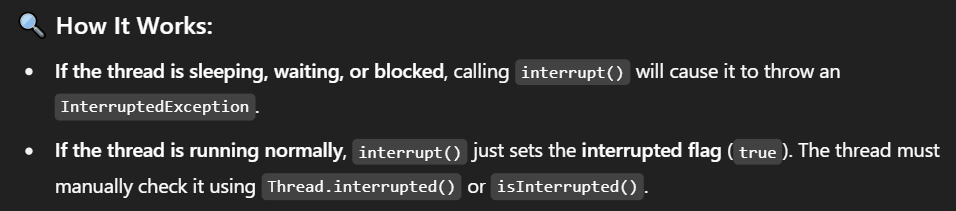 🔍 How It Works:
• If the thread is sleeping, waiting, or blocked, calling interrupt() will cause it to throw an
InterruptedException.
• If the thread is running normally, interrupt() just sets the interrupted flag (true). The thread must
manually check it using Thread.interrupted() or isInterrupted().